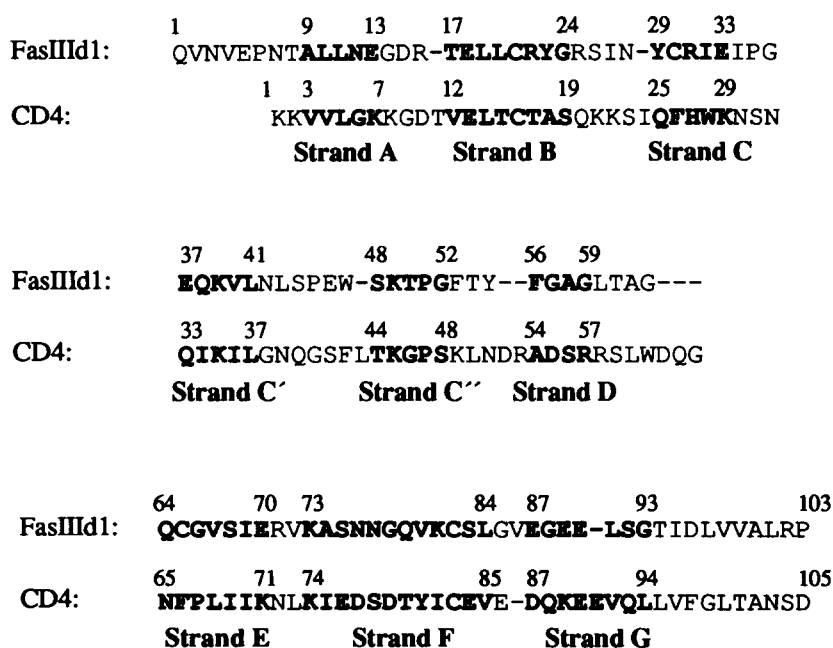 1 9 13 17 24 29 33
FasIIId1: QVNVEPNTALLNEGDR-TELLCRYGRSIN-YCRIEIPG
1 3 7 12 19 25 29
CD4: KKVVLGKKGDTVELTCTASQKKSIQFHWKNSN
Strand A Strand B Strand C
37 41 48 52 56 59
FasIIId1: EQKVLNLSPEW-SKTPGFTY--FGAGLTAG---
33 37 44 48 54 57
CD4: QIKILGNQGSFLTKGPSKLNDRADSRRSLWDQG
Strand C´ Strand C´´ Strand D
64 70 73 84 87 93 103
FasIIId1: QCGVSIERVKASNNGQVKCSLGVEGEE-LSGTIDLVVALRP
65 71 74 85 87 94 105
CD4: NFPLIIKNLKIEDSDTYICEVE-DQKEEVQLLVFGLTANSD
Strand E Strand F Strand G